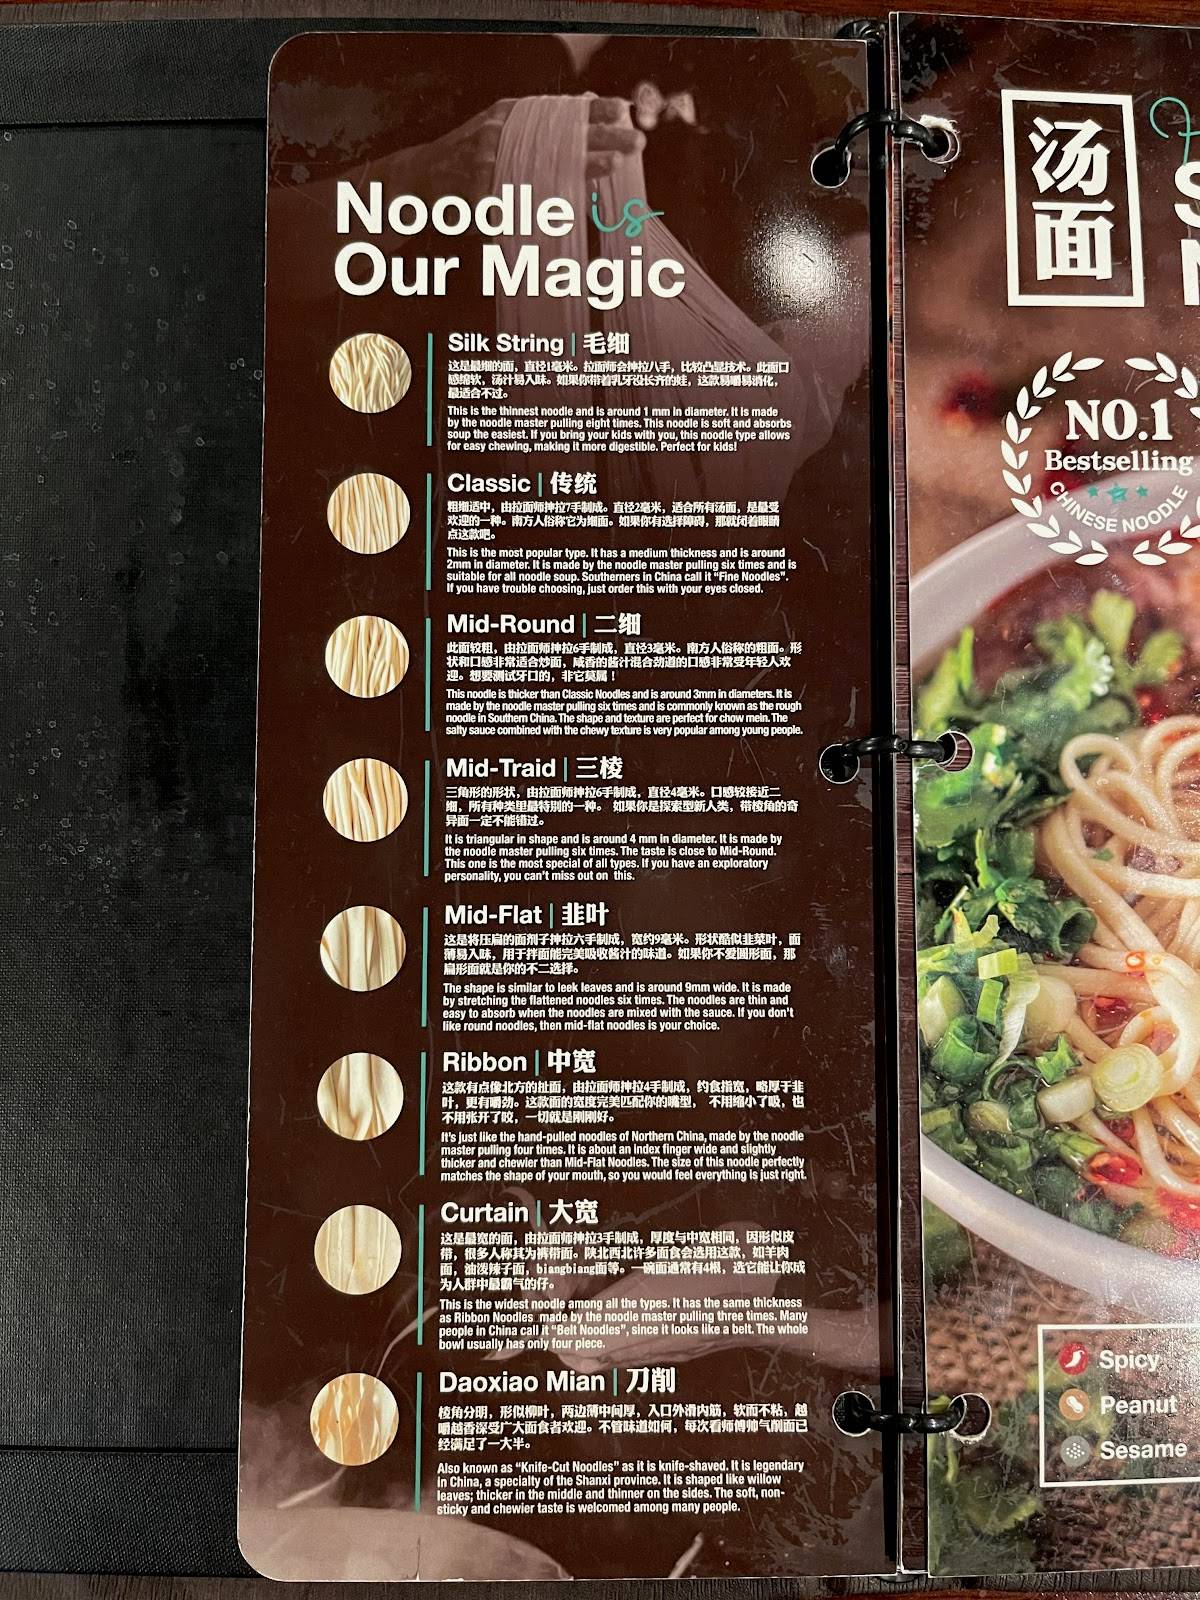 Noodle is
Our Magic
Silk String | 毛细
这是最细的面，直径1毫米。拉面师会抻拉八手，比较凸显技术。此面口
感绵软，汤汁易入味。如果你带着乳牙没长齐的娃，这款易嚼易消化，
最适合不过。
This is the thinnest noodle and is around 1 mm in diameter. It is made
by the noodle master pulling eight times. This noodle is soft and absorbs
soup the easiest. If you bring your kids with you, this noodle type allows
for easy chewing, making it more digestible. Perfect for kids!
Classic | 传统
粗细适中，由拉面师抻拉7手制成。直径2毫米，适合所有汤面，是最受
欢迎的一种。南方人俗称它为细面。如果你有选择障碍，那就闭着眼睛
点这款吧。
This is the most popular type. It has a medium thickness and is around
2mm in diameter. It is made by the noodle master pulling six times and is
suitable for all noodle soup. Southerners in China call it "Fine Noodles".
If you have trouble choosing, just order this with your eyes closed.
Mid-Round | 二细
此面较粗，由拉面师抻拉6手制成，直径3毫米。南方人俗称的粗面。形
状和口感非常适合炒面，咸香的酱汁混合劲道的口感非常受年轻人欢
迎。想要测试牙口的，非它莫属！
This noodle is thicker than Classic Noodles and is around 3mm in diameters. It is
made by the noodle master pulling six times and is commonly known as the rough
noodle in Southern China. The shape and texture are perfect for chow mein. The
salty sauce combined with the chewy texture is very popular among young people.
Mid-Traid | 三棱
三角形的形状，由拉面师抻拉6手制成，直径4毫米。口感较接近二
细，所有种类里最特别的一种。 如果你是探索型新人类，带棱角的奇
异面一定不能错过。
It is triangular in shape and is around 4 mm in diameter. It is made by
the noodle master pulling six times. The taste is close to Mid-Round.
This one is the most special of all types. If you have an exploratory
personality, you can't miss out on this.
Mid-Flat | 韭叶
这是将压扁的面剂子抻拉六手制成，宽约9毫米。形状酷似韭菜叶，面
薄易入味，用于拌面能完美吸收酱汁的味道。如果你不爱圆形面，那
扁形面就是你的不二选择。
The shape is similar to leek leaves and is around 9mm wide. It is made
by stretching the flattened noodles six times. The noodles are thin and
easy to absorb when the noodles are mixed with the sauce. If you don't
like round noodles, then mid-flat noodles is your choice.
Ribbon | 中宽
这款有点像北方的扯面，由拉面师抻拉4手制成，约食指宽，略厚于韭
叶，更有嚼劲。这款面的宽度完美匹配你的嘴型， 不用缩小了吸，也
不用张开了咬，一切就是刚刚好。
It's just like the hand-pulled noodles of Northern China, made by the noodle
master pulling four times. It is about an index finger wide and slightly
thicker and chewier than Mid-Flat Noodles. The size of this noodle perfectly
matches the shape of your mouth, so you would feel everything is just right.
Curtain | 大宽
这是最宽的面，由拉面师抻拉3手制成，厚度与中宽相同，因形似皮
带，很多人称其为裤带面。陕北西北许多面食会选用这款，如羊肉
面，油泼辣子面，biangbiang面等。一碗面通常有4根，选它能让你成
为人群中最霸气的仔。
This is the widest noodle among all the types. It has the same thickness
as Ribbon Noodles made by the noodle master pulling three times. Many
people in China call it "Belt Noodles", since it looks like a belt. The whole
bowl usually has only four piece.
Daoxiao Mian | 刀削
棱角分明，形似柳叶，两边薄中间厚，入口外滑内筋，软而不粘，越
嚼越香深受广大面食者欢迎。不管味道如何，每次看师傅帅气削面已
经满足了一大半。
Also known as "Knife-Cut Noodles" as it is knife-shaved. It is legendary
in China, a specialty of the Shanxi province. It is shaped like willow
leaves; thicker in the middle and thinner on the sides. The soft, non-
sticky and chewier taste is welcomed among many people.
汤面
NO.1
Bestselling
CHINESE NOODLE
Spicy
Peanut
Sesame